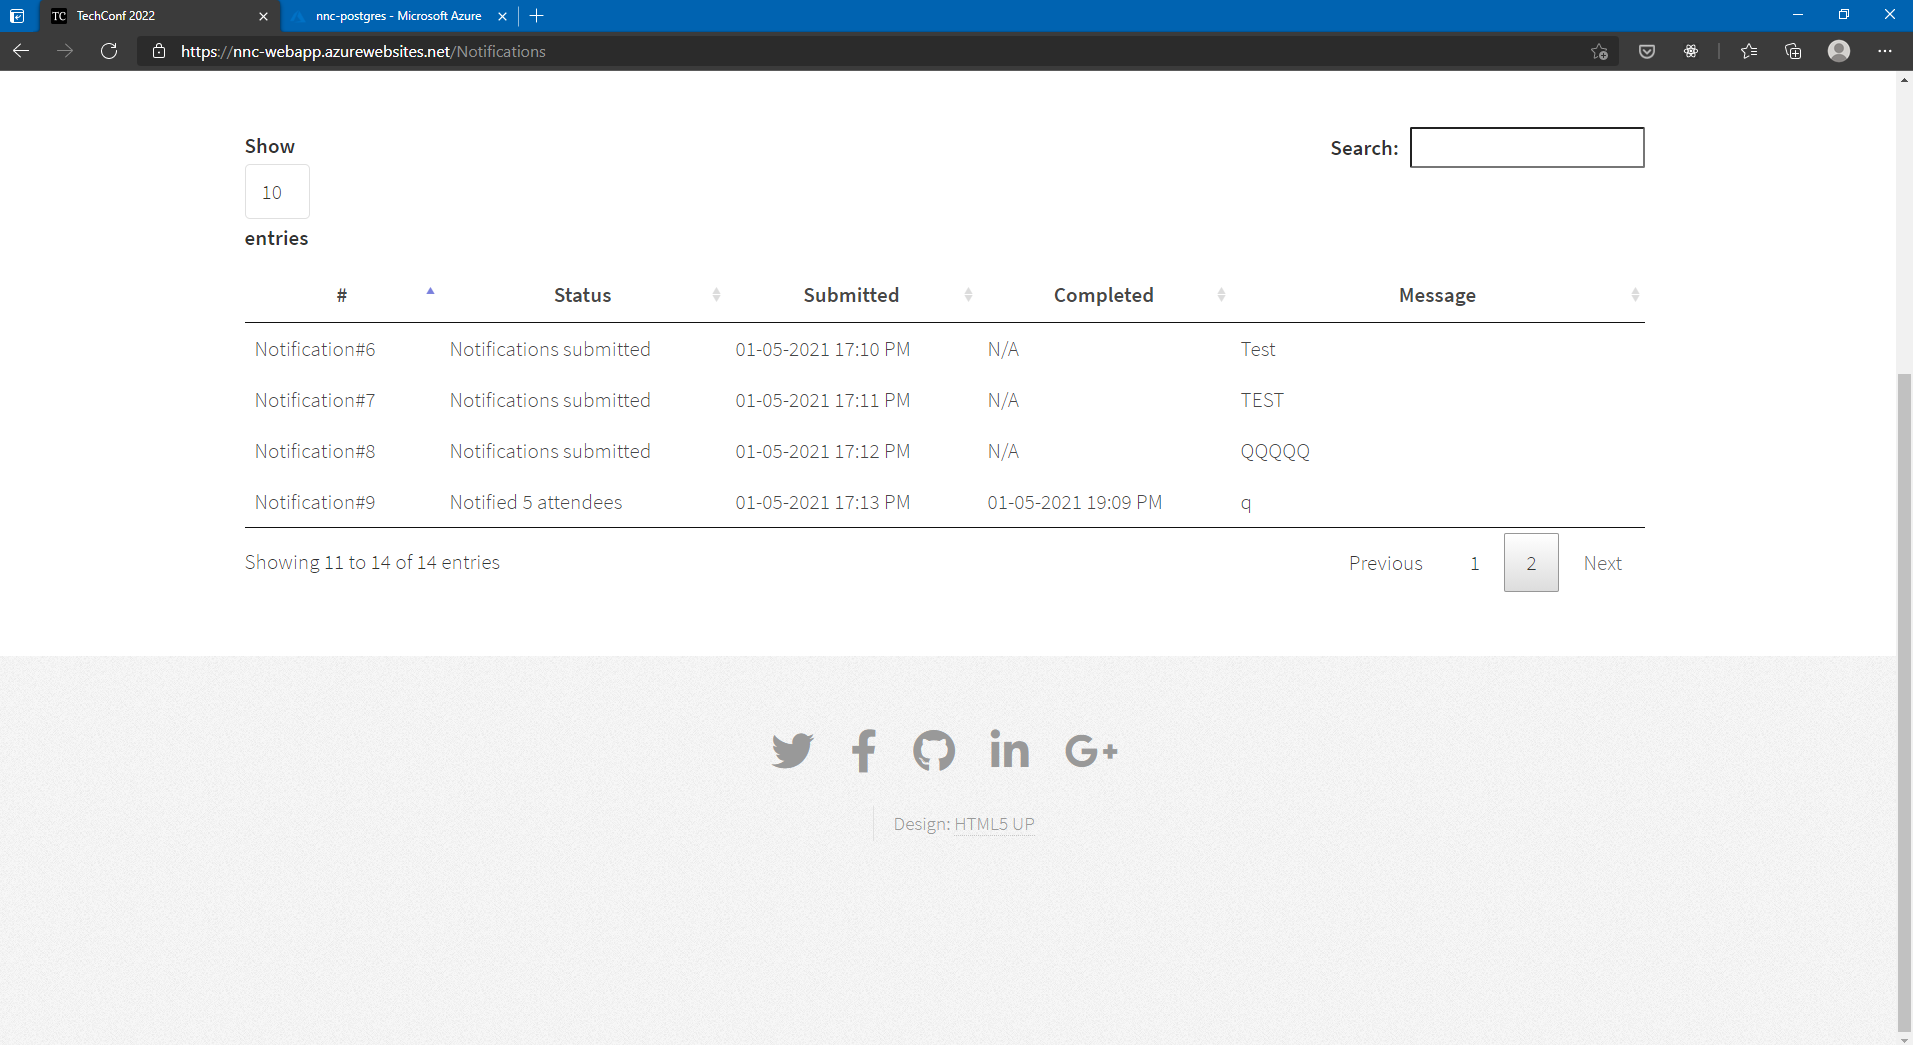 TC TechConf 2022
nnc-postgres - Microsoft Azure
https://nnc-webapp.azurewebsites.net/Notifications
Show
10
entries
Search:
# Status Submitted Completed Message
Notification#6 Notifications submitted 01-05-2021 17:10 PM N/A Test
Notification#7 Notifications submitted 01-05-2021 17:11 PM N/A TEST
Notification#8 Notifications submitted 01-05-2021 17:12 PM N/A QQQQQ
Notification#9 Notified 5 attendees 01-05-2021 17:13 PM 01-05-2021 19:09 PM q
Showing 11 to 14 of 14 entries
Previous 1 2 Next
Design: HTML5 UP